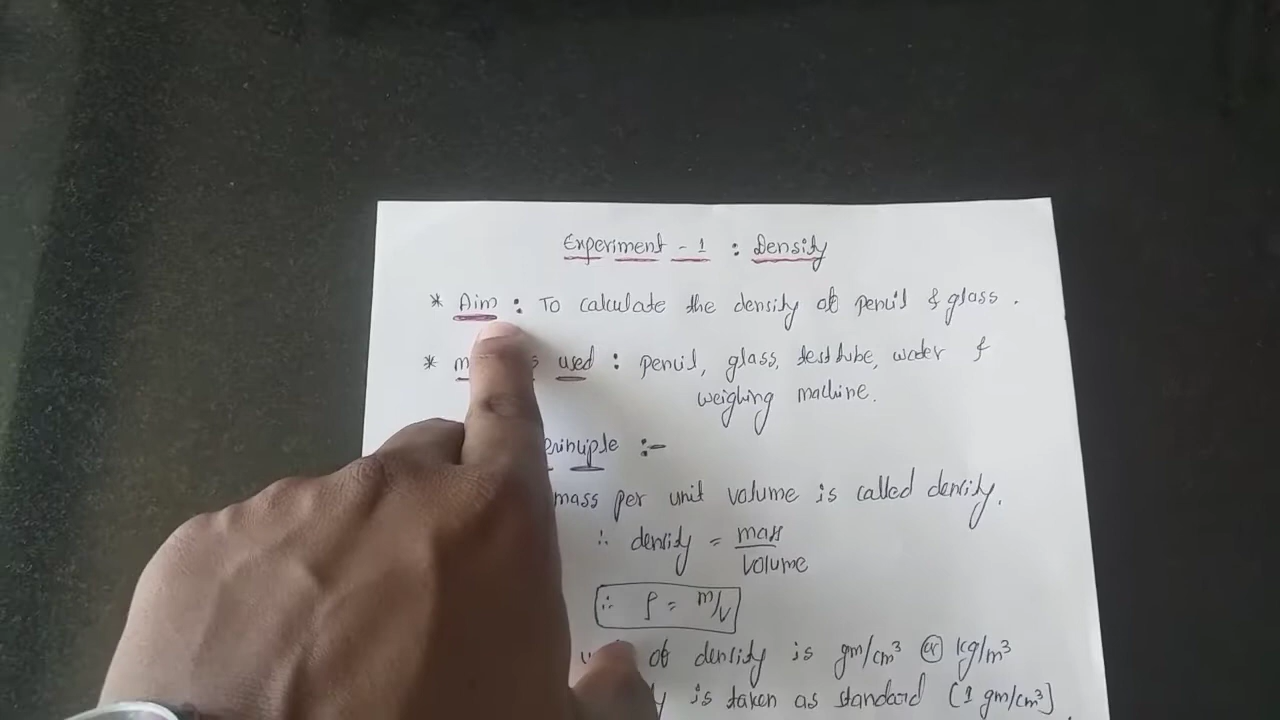 Experiment - 1 : Density
* Aim : To calculate the density of pencil & glass .
* used : pencil, glass, test tube, water &
weighing machine.
principle :-
mass per unit volume is called density.
∴ density = mass
volume
∴ ρ = m/v
of density is gm/cm³ or kg/m³
is taken as standard (1 gm/cm³)